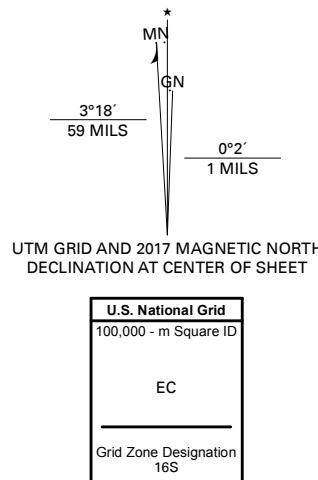 ★
MN
GN
3°18´
59 MILS
0°2´
1 MILS
UTM GRID AND 2017 MAGNETIC NORTH
DECLINATION AT CENTER OF SHEET
U.S. National Grid
100,000 - m Square ID
EC
Grid Zone Designation
16S